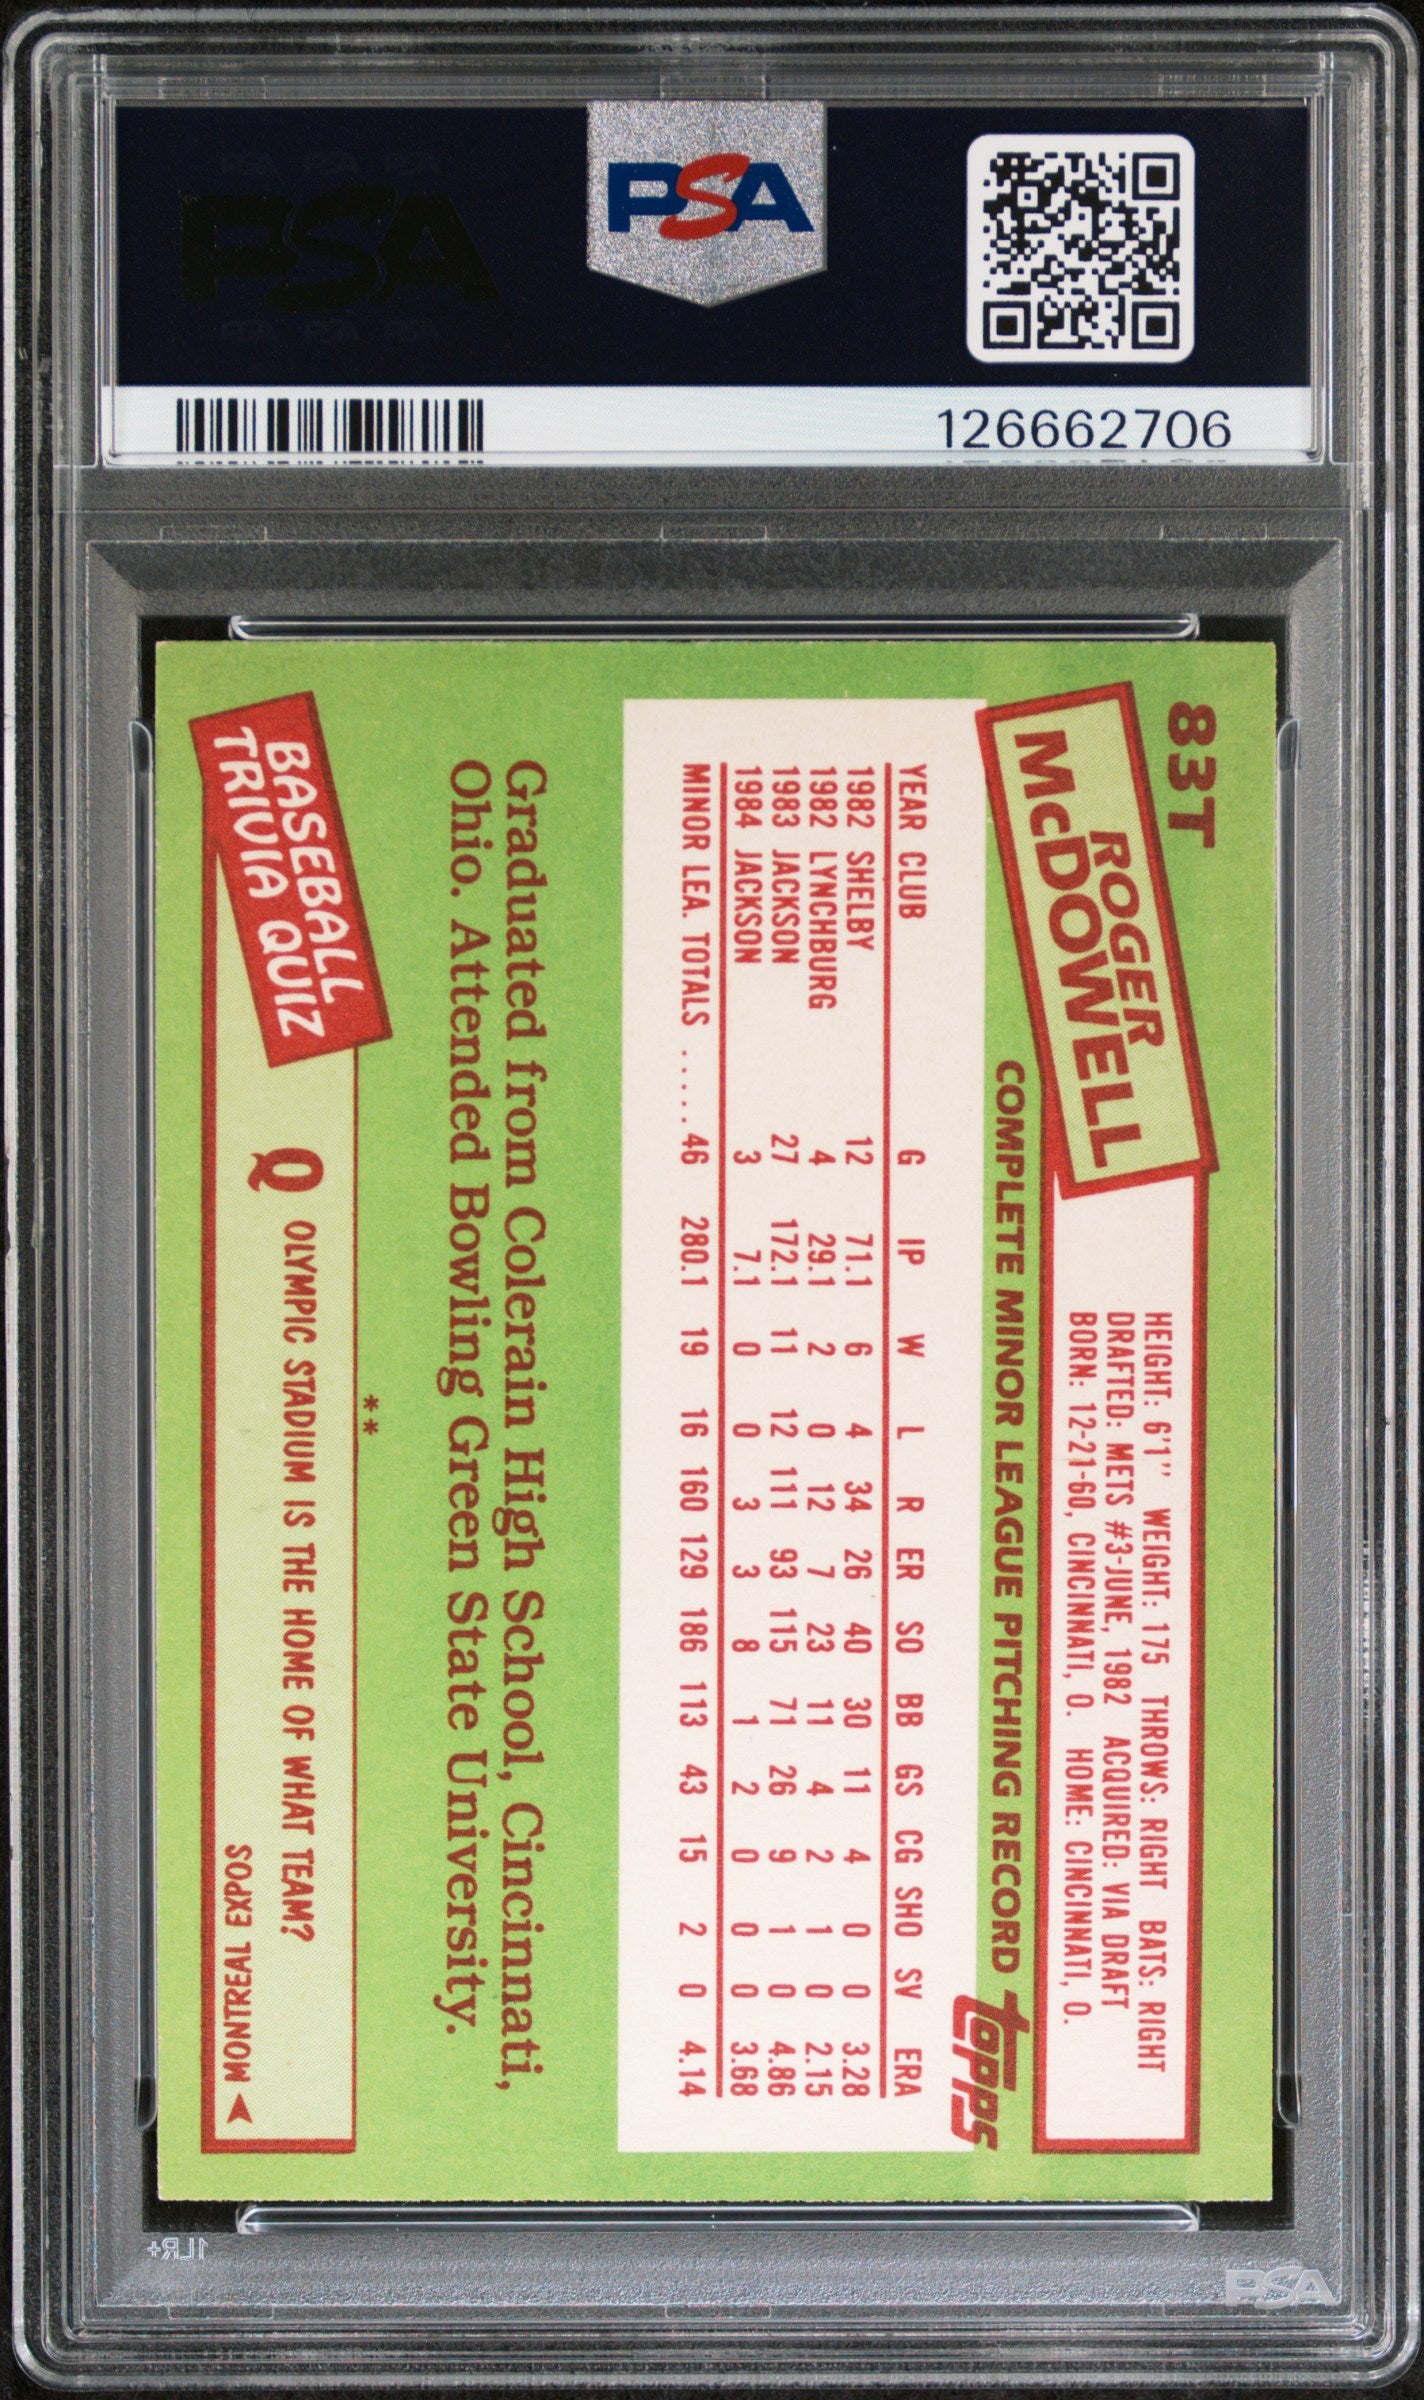 PSA
126662706
83T
ROGER
McDOWELL
HEIGHT: 6'1" WEIGHT: 175 THROWS: RIGHT BATS: RIGHT
DRAFTED: METS #3-JUNE, 1982 ACQUIRED: VIA DRAFT
BORN: 12-21-60, CINCINNATI, O. HOME: CINCINNATI, O.
COMPLETE MINOR LEAGUE PITCHING RECORD topps
YEAR CLUB G IP W L R ER SO BB GS CG SHO SV ERA
1982 SHELBY 12 71.1 6 4 34 26 40 30 11 4 0 0 3.28
1982 LYNCHBURG 4 29.1 2 0 12 7 23 11 4 2 1 0 2.15
1983 JACKSON 27 172.1 11 12 111 93 115 71 26 9 1 0 4.86
1984 JACKSON 3 7.1 0 0 3 3 8 1 2 0 0 0 3.68
MINOR LEA. TOTALS .....46 280.1 19 16 160 129 186 113 43 15 2 0 4.14
Graduated from Colerain High School, Cincinnati,
Ohio. Attended Bowling Green State University.
**
BASEBALL
TRIVIA QUIZ
Q OLYMPIC STADIUM IS THE HOME OF WHAT TEAM?
MONTREAL EXPOS
1LR+
PSA